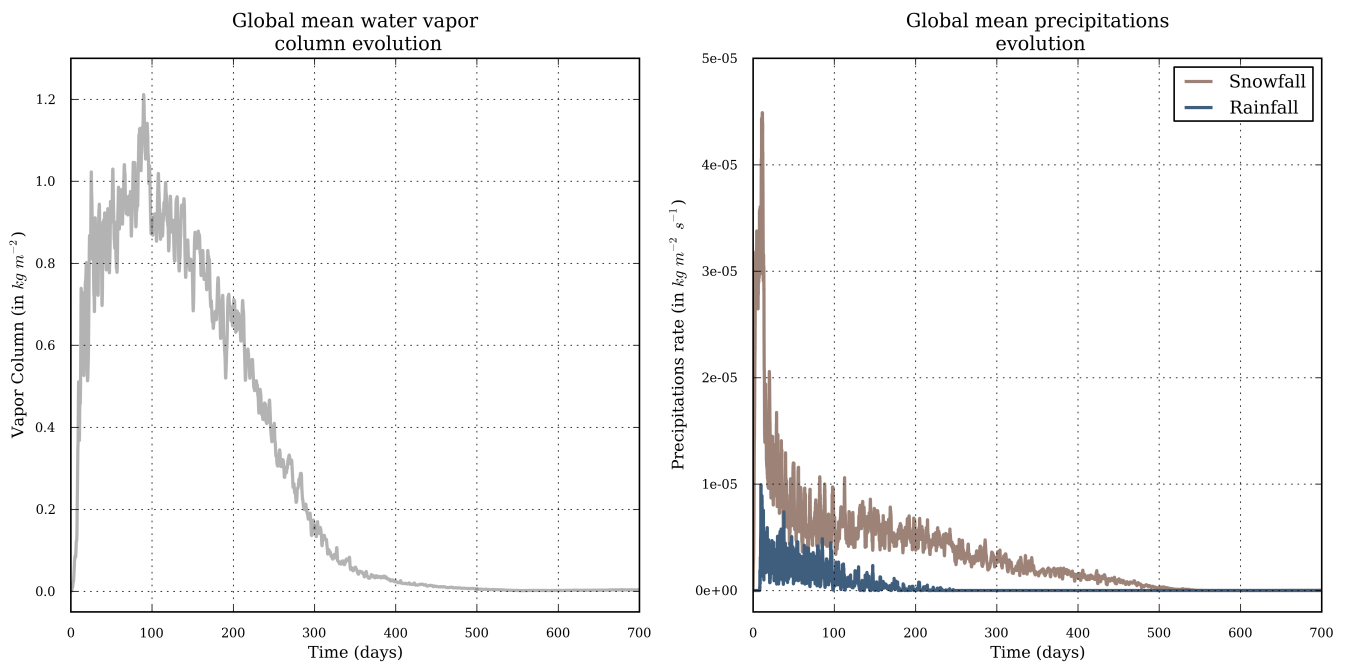 Global mean water vapor
column evolution
Vapor Column (in kg m⁻²)
1.2
1.0
0.8
0.6
0.4
0.2
0.0
0 100 200 300 400 500 600 700
Time (days)
Global mean precipitations
evolution
Precipitations rate (in kg m⁻² s⁻¹)
5e-05
4e-05
3e-05
2e-05
1e-05
0e+00
Snowfall
Rainfall
0 100 200 300 400 500 600 700
Time (days)